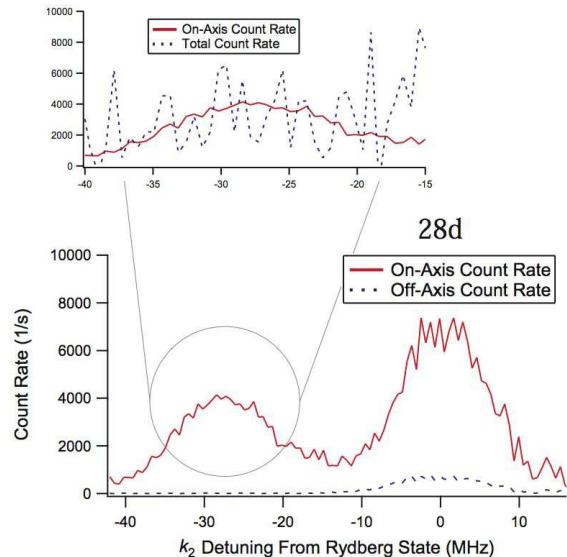 10000
8000
6000
4000
2000
0
On-Axis Count Rate
Total Count Rate
-40 -35 -30 -25 -20 -15
28d
10000
8000
6000
4000
2000
0
Count Rate (1/s)
On-Axis Count Rate
Off-Axis Count Rate
-40 -30 -20 -10 0 10
k2 Detuning From Rydberg State (MHz)